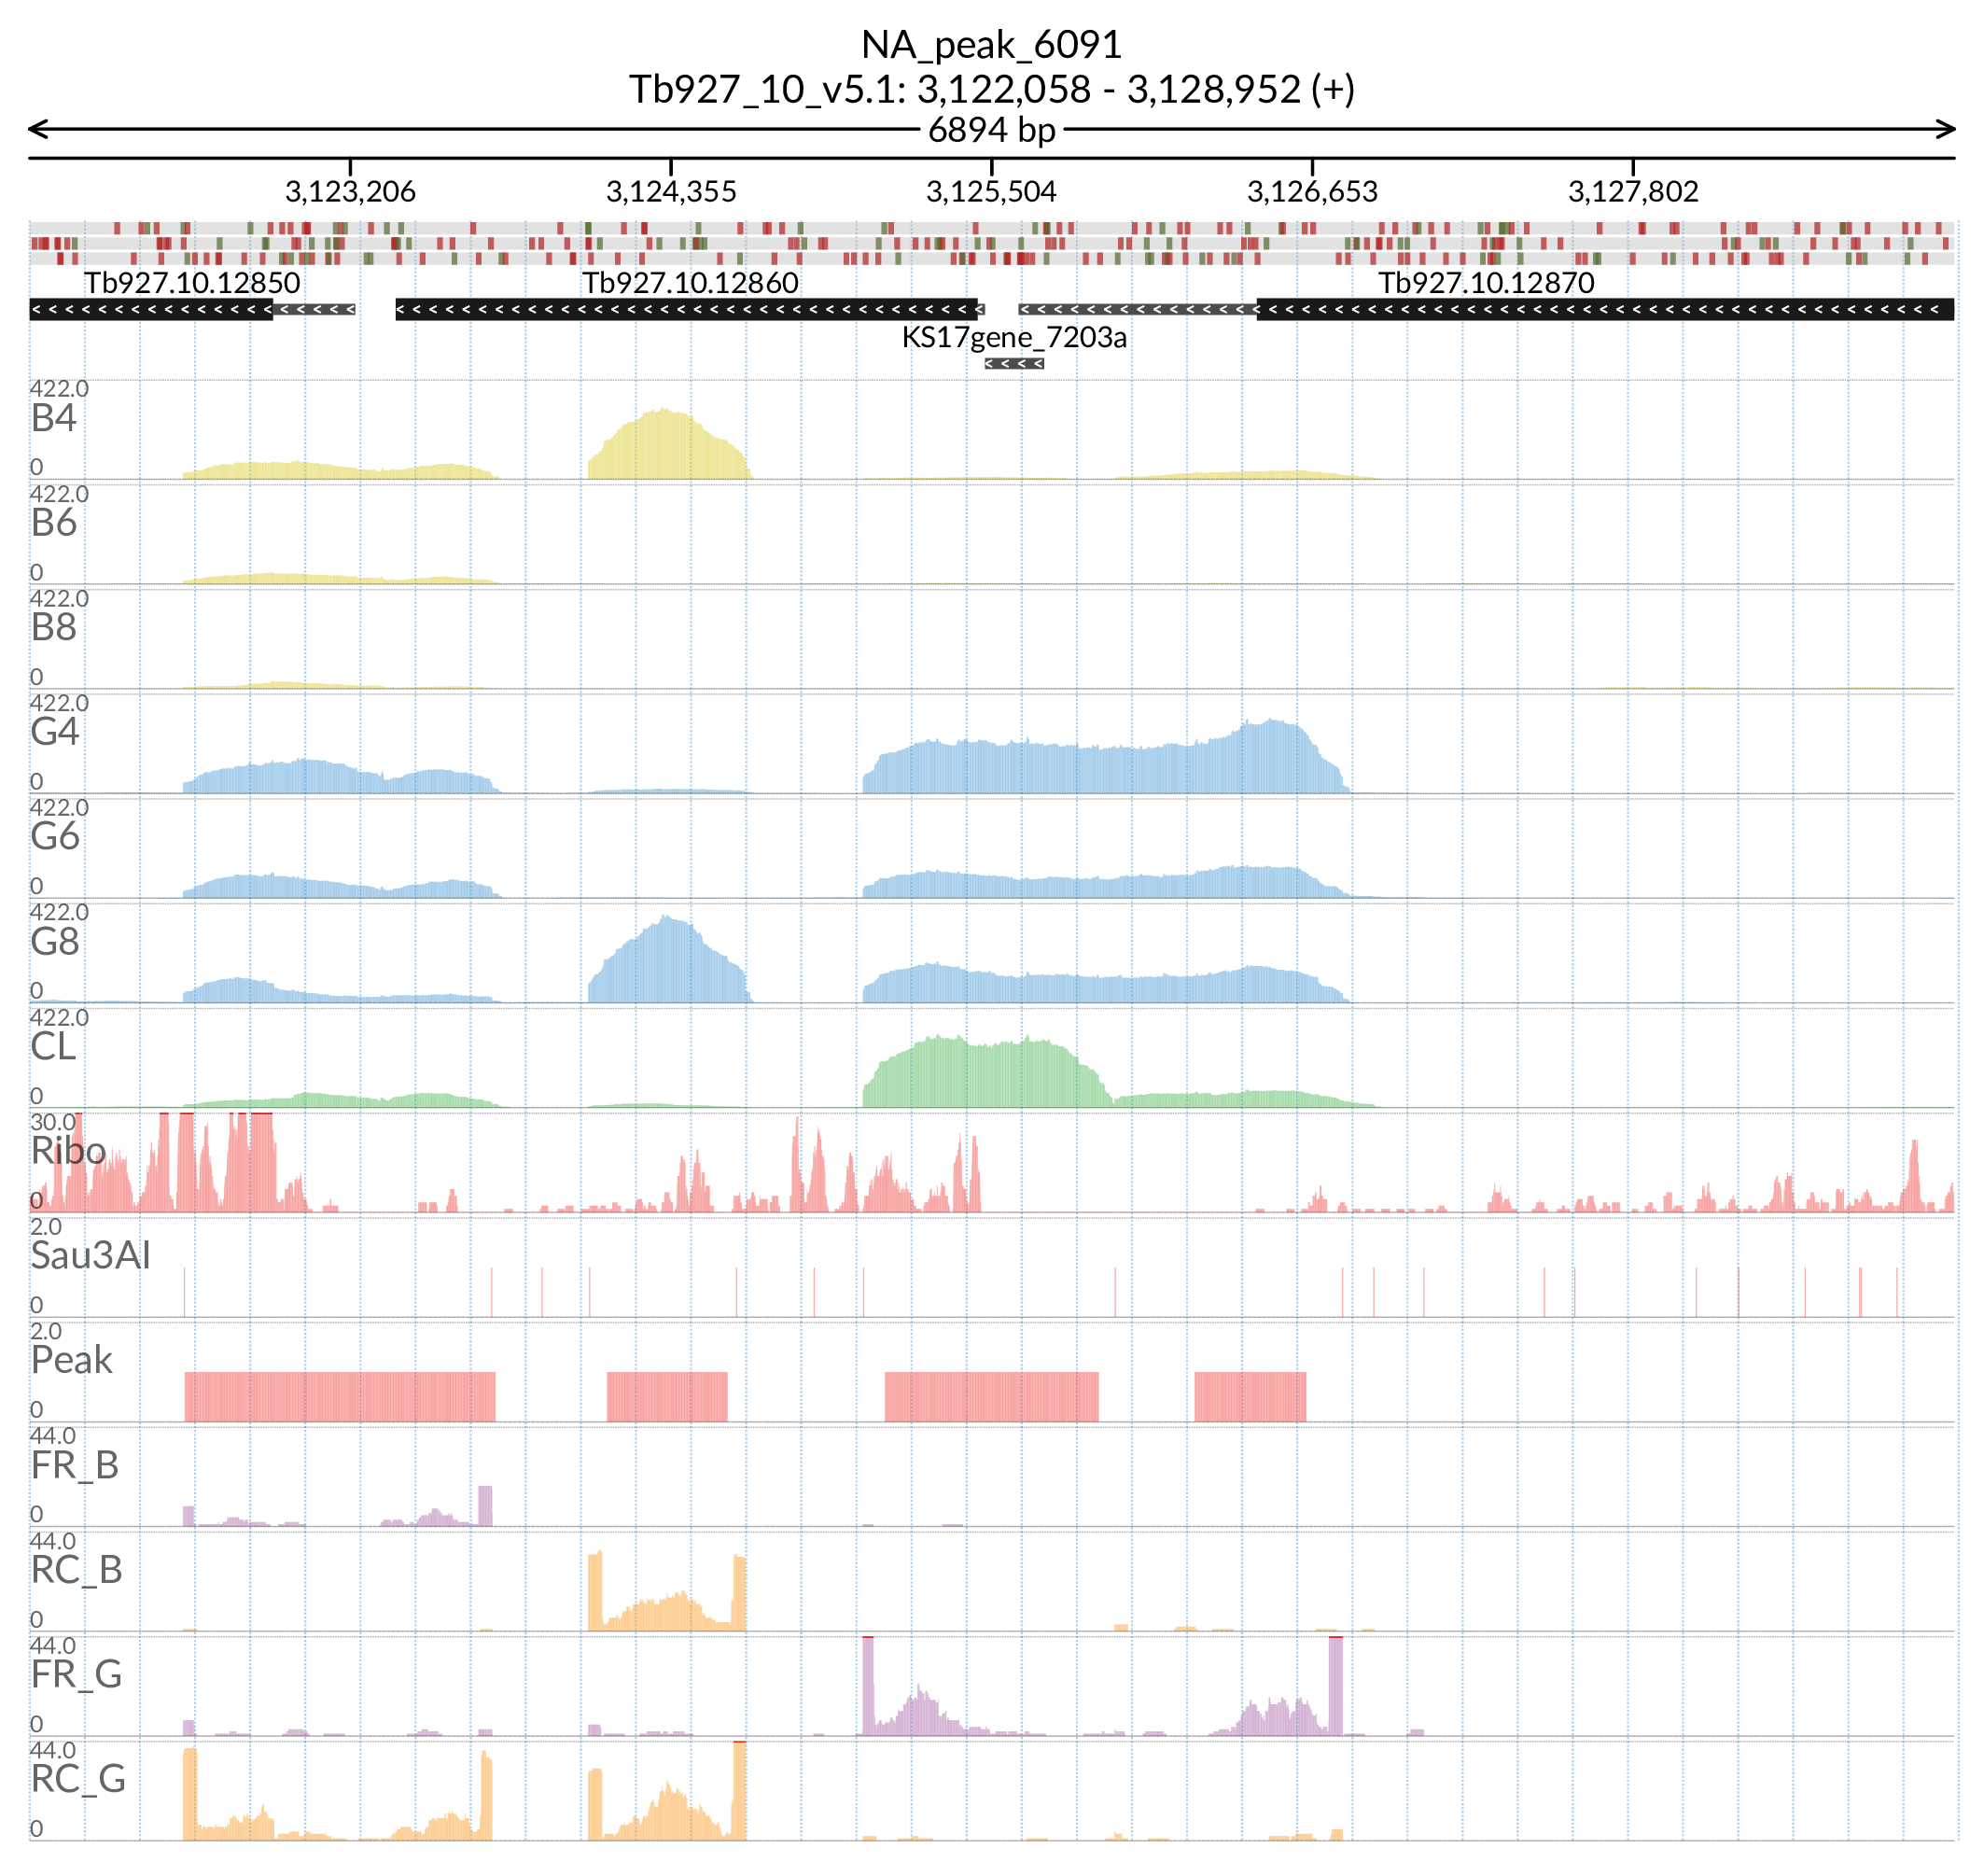 NA_peak_6091
Tb927_10_v5.1: 3,122,058 - 3,128,952 (+)
6894 bp
3,123,206 3,124,355 3,125,504 3,126,653 3,127,802
Tb927.10.12850 Tb927.10.12860 Tb927.10.12870
KS17gene_7203a
422.0
B4
0
422.0
B6
0
422.0
B8
0
422.0
G4
0
422.0
G6
0
422.0
G8
0
422.0
CL
0
30.0
Ribo
0
2.0
Sau3AI
0
2.0
Peak
0
44.0
FR_B
0
44.0
RC_B
0
44.0
FR_G
0
44.0
RC_G
0